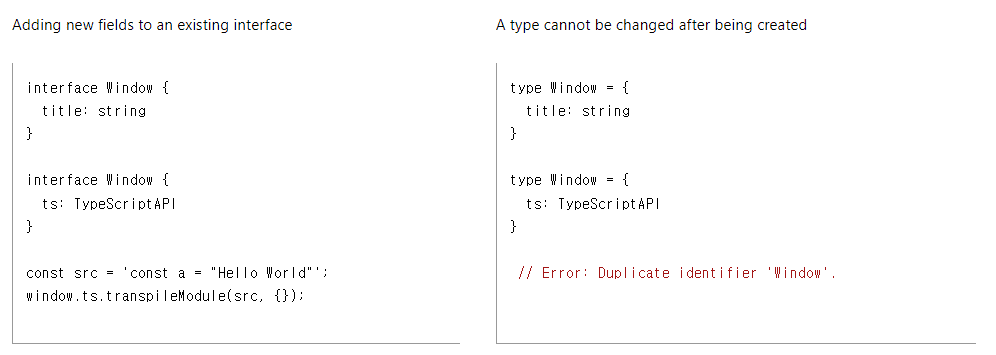 Adding new fields to an existing interface
interface Window {
  title: string
}
interface Window {
  ts: TypeScriptAPI
}
const src = 'const a = "Hello World"';
window.ts.transpileModule(src, {});
A type cannot be changed after being created
type Window = {
  title: string
}
type Window = {
  ts: TypeScriptAPI
}
// Error: Duplicate identifier 'Window'.